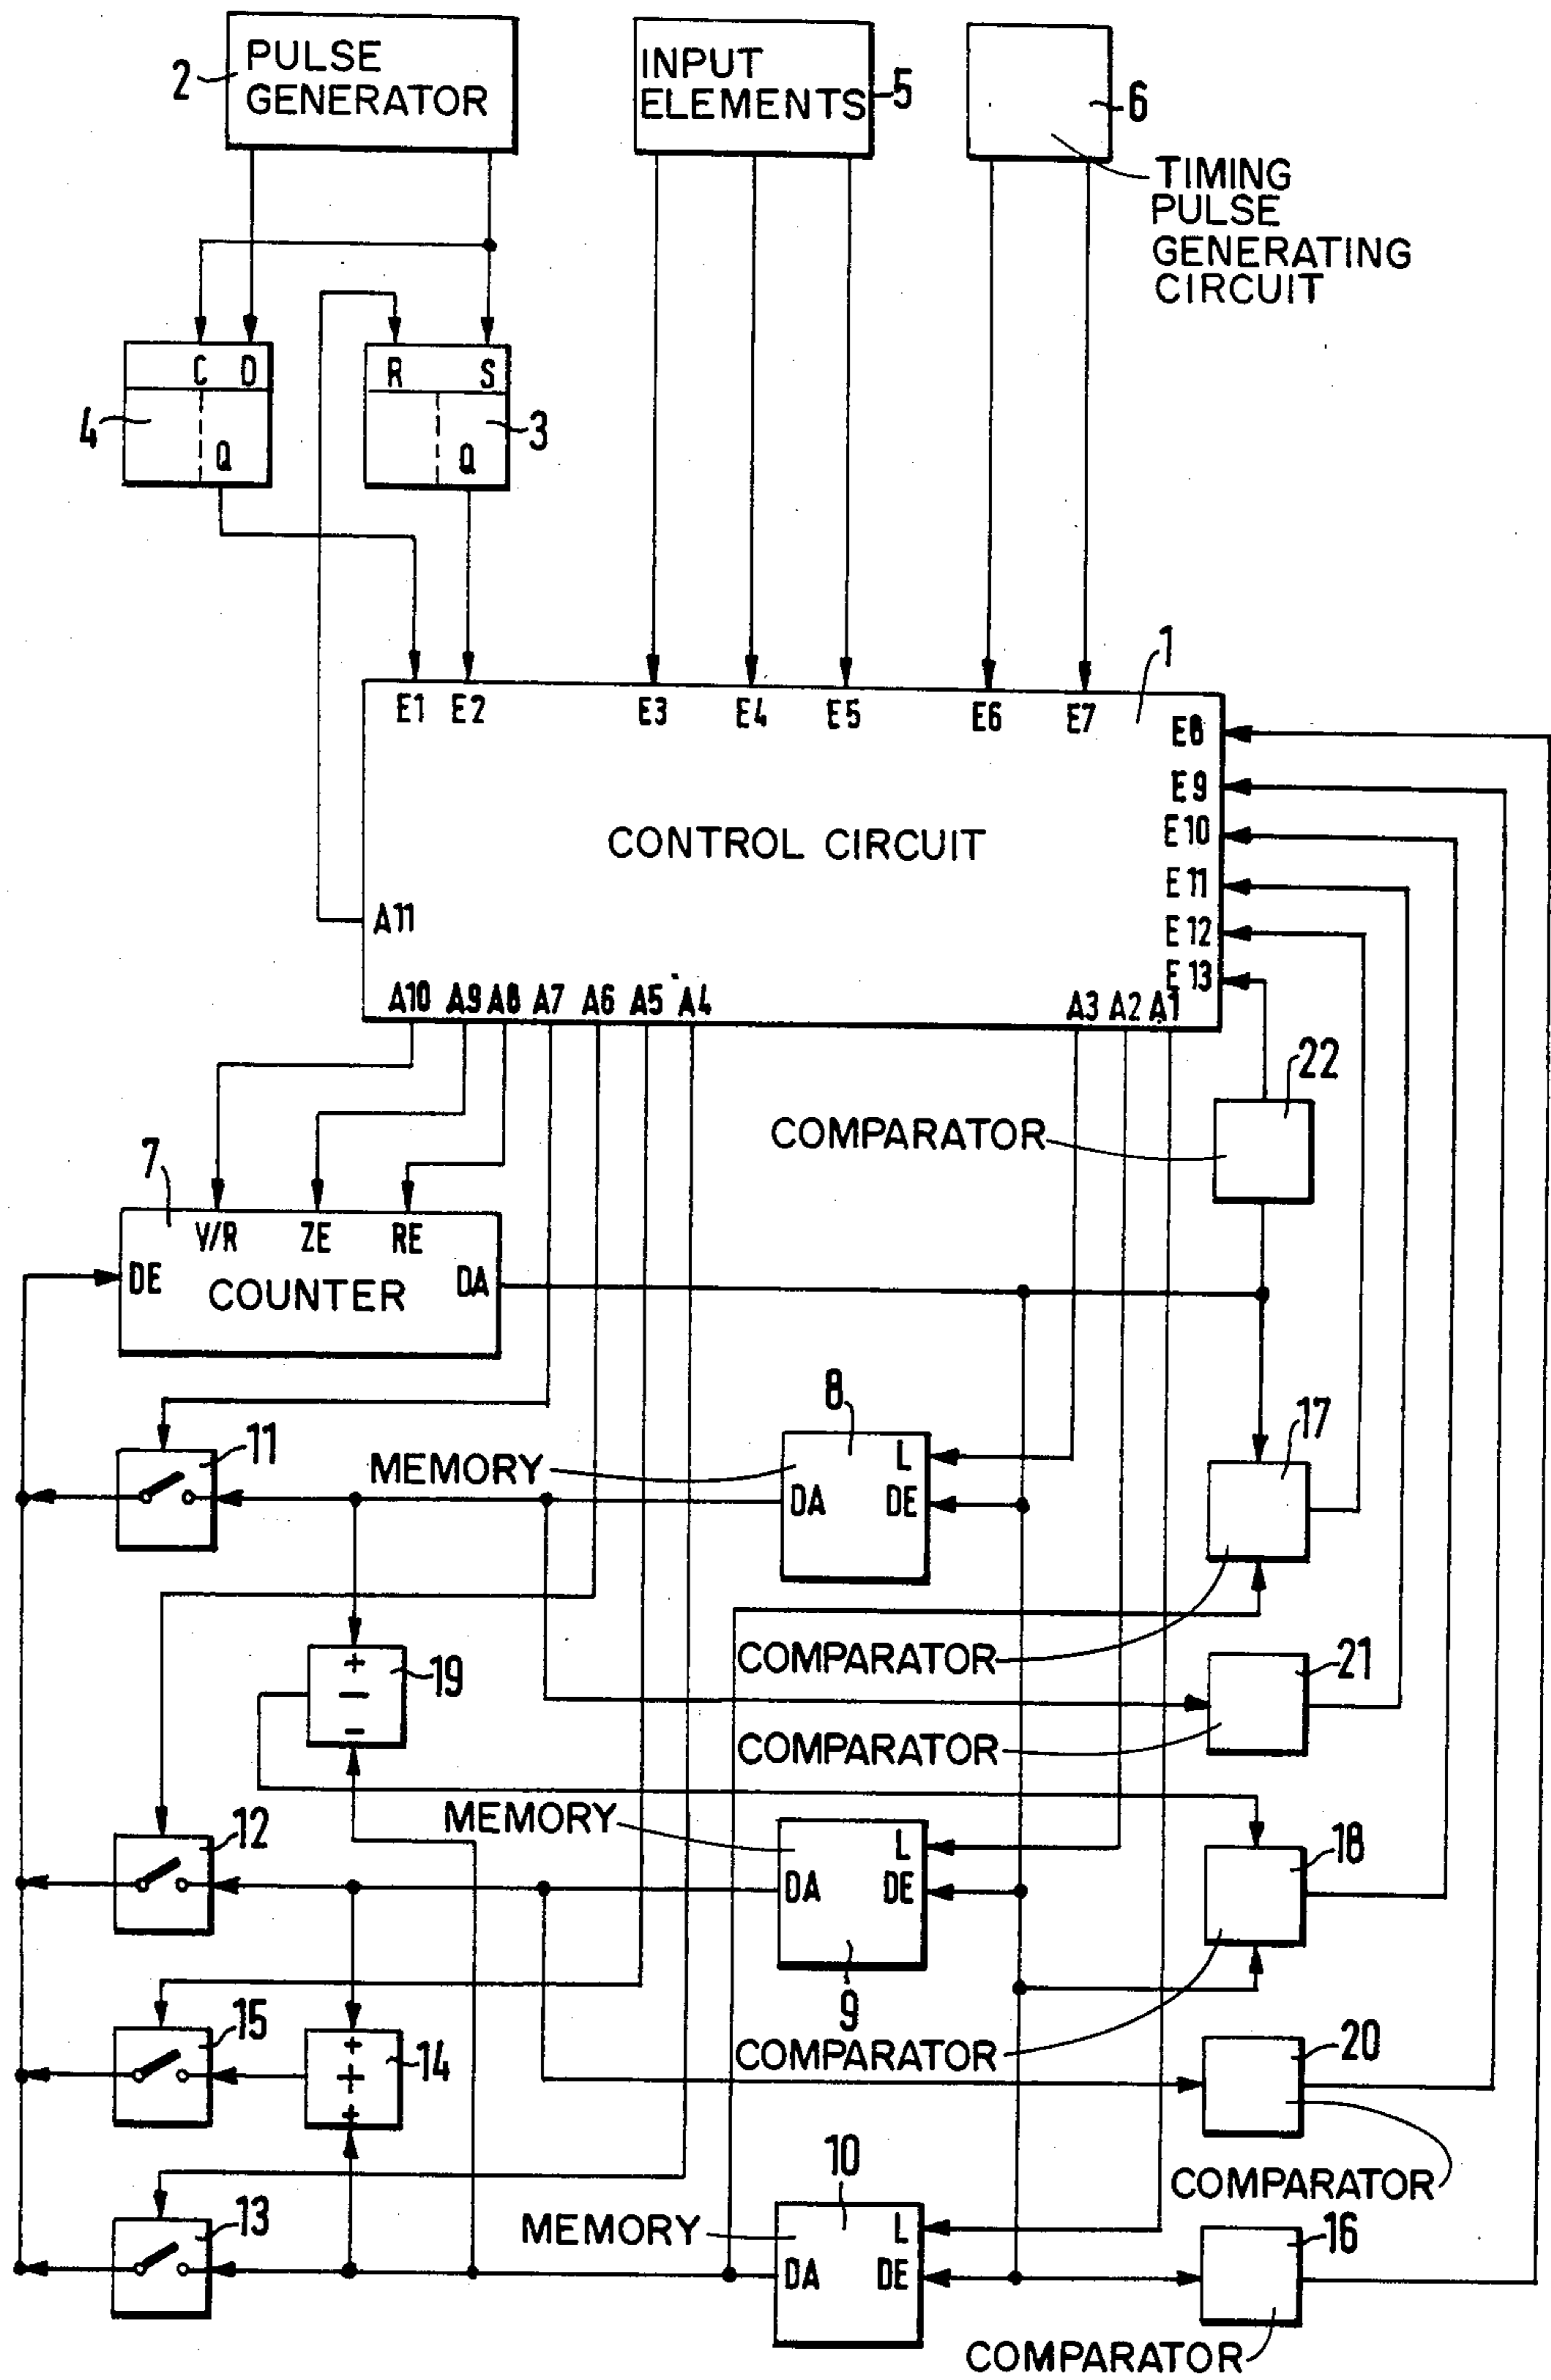 PULSE
GENERATOR
2
INPUT
ELEMENTS
5
6
TIMING
PULSE
GENERATING
CIRCUIT
C D
Q
4
R S
Q
3
1
E1 E2 E3 E4 E5 E6 E7
E8
E9
E10
E11
E12
E13
CONTROL CIRCUIT
A11
A10 A9 A8 A7 A6 A5 A4 A3 A2 A1
22
COMPARATOR
7
V/R ZE RE
DE COUNTER DA
8
L
MEMORY
DA DE
11
17
COMPARATOR
+
−
−
19
21
COMPARATOR
MEMORY
L
DA DE
9
12
18
COMPARATOR
15
+
+
+
14
20
COMPARATOR
10
MEMORY
L
DA DE
13
16
COMPARATOR